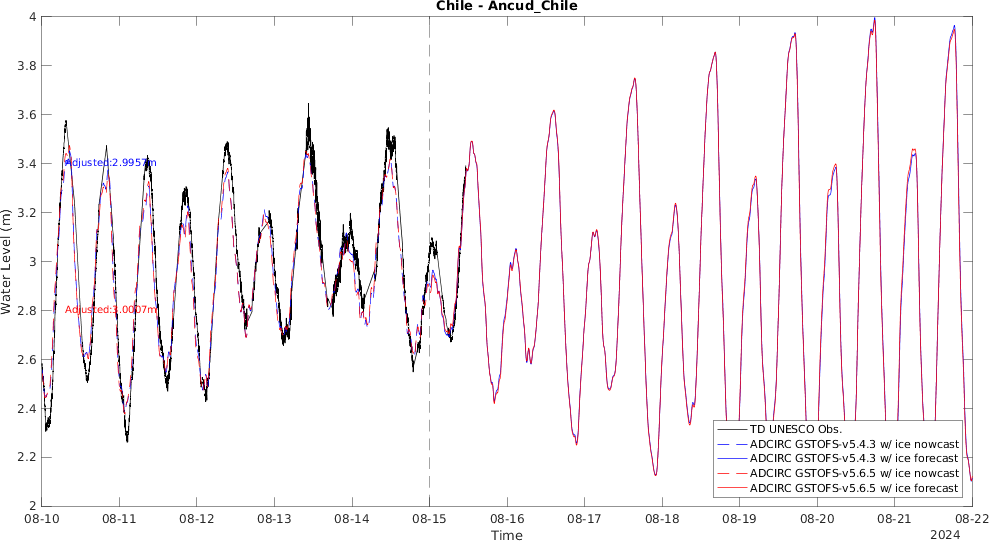 Chile - Ancud_Chile
4
3.8
3.6
3.4
3.2
3
2.8
2.6
2.4
2.2
2
Water Level (m)
Adjusted:2.9957m
Adjusted:3.0007m
TD UNESCO Obs.
ADCIRC GSTOFS-v5.4.3 w/ ice nowcast
ADCIRC GSTOFS-v5.4.3 w/ ice forecast
ADCIRC GSTOFS-v5.6.5 w/ ice nowcast
ADCIRC GSTOFS-v5.6.5 w/ ice forecast
08-10 08-11 08-12 08-13 08-14 08-15 08-16 08-17 08-18 08-19 08-20 08-21 08-22
Time
2024